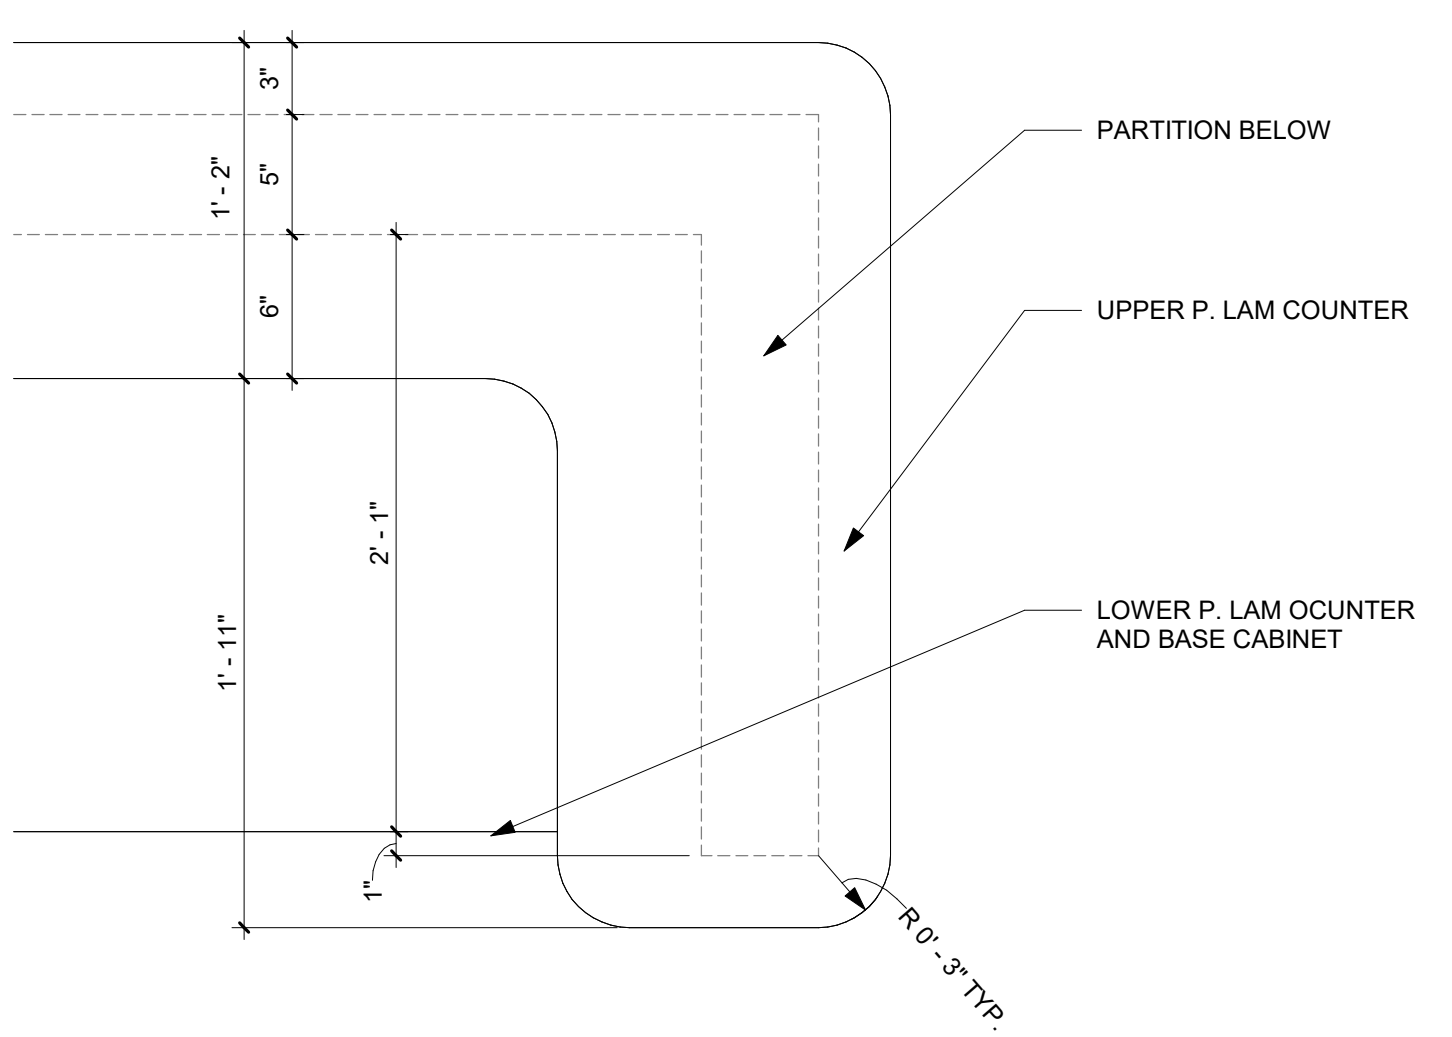 3"
PARTITION BELOW
1' - 2"
5"
6"
UPPER P. LAM COUNTER
2' - 1"
1' - 11"
LOWER P. LAM OCUNTER
AND BASE CABINET
1"
R 0' - 3" TYP.